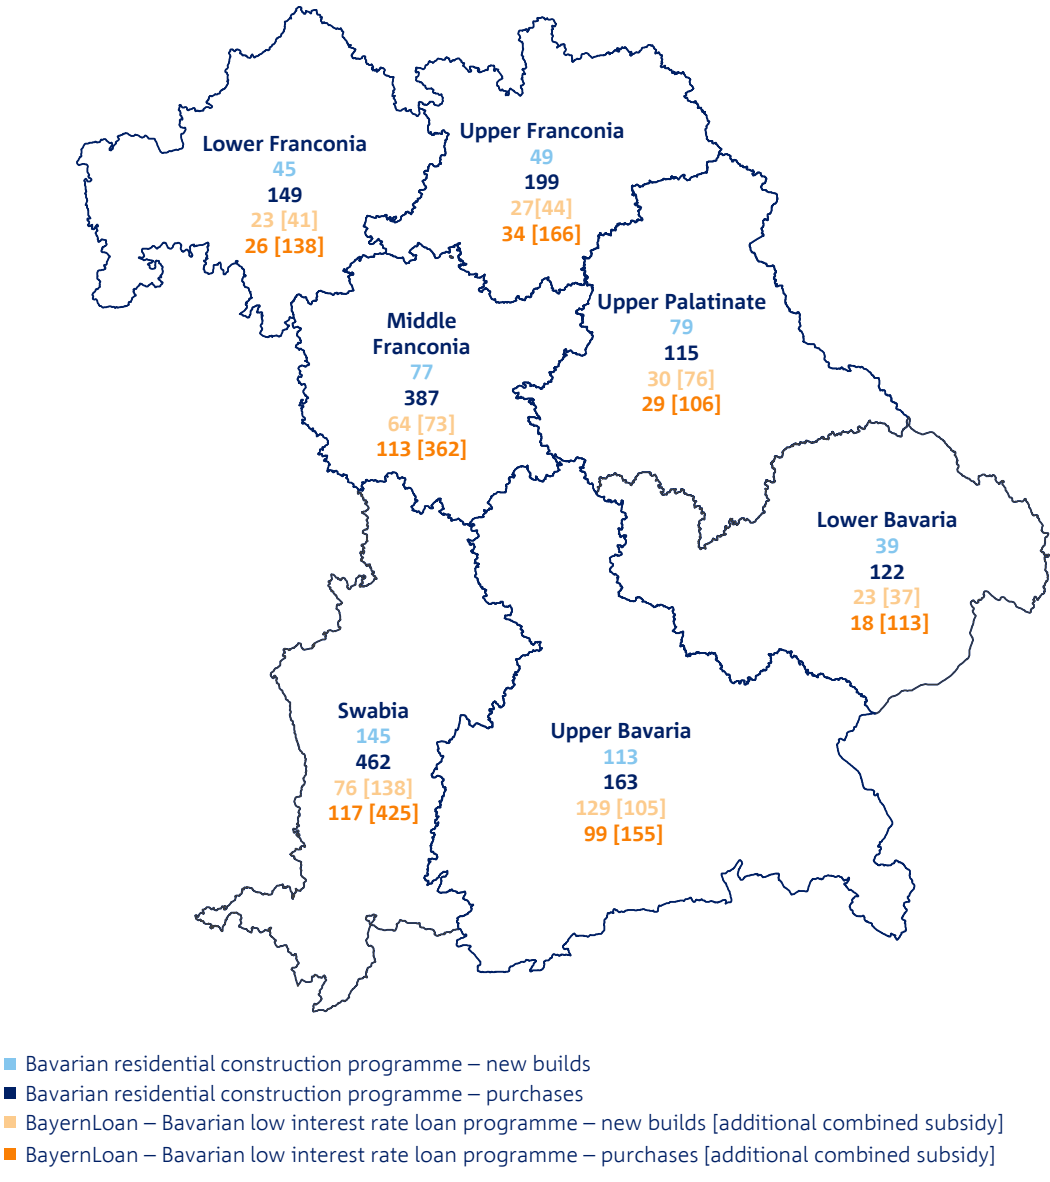 Lower Franconia
45
149
23 [41]
26 [138]
Upper Franconia
49
199
27[44]
34 [166]
Middle
Franconia
77
387
64 [73]
113 [362]
Upper Palatinate
79
115
30 [76]
29 [106]
Lower Bavaria
39
122
23 [37]
18 [113]
Swabia
145
462
76 [138]
117 [425]
Upper Bavaria
113
163
129 [105]
99 [155]
Bavarian residential construction programme – new builds
Bavarian residential construction programme – purchases
BayernLoan – Bavarian low interest rate loan programme – new builds [additional combined subsidy]
BayernLoan – Bavarian low interest rate loan programme – purchases [additional combined subsidy]